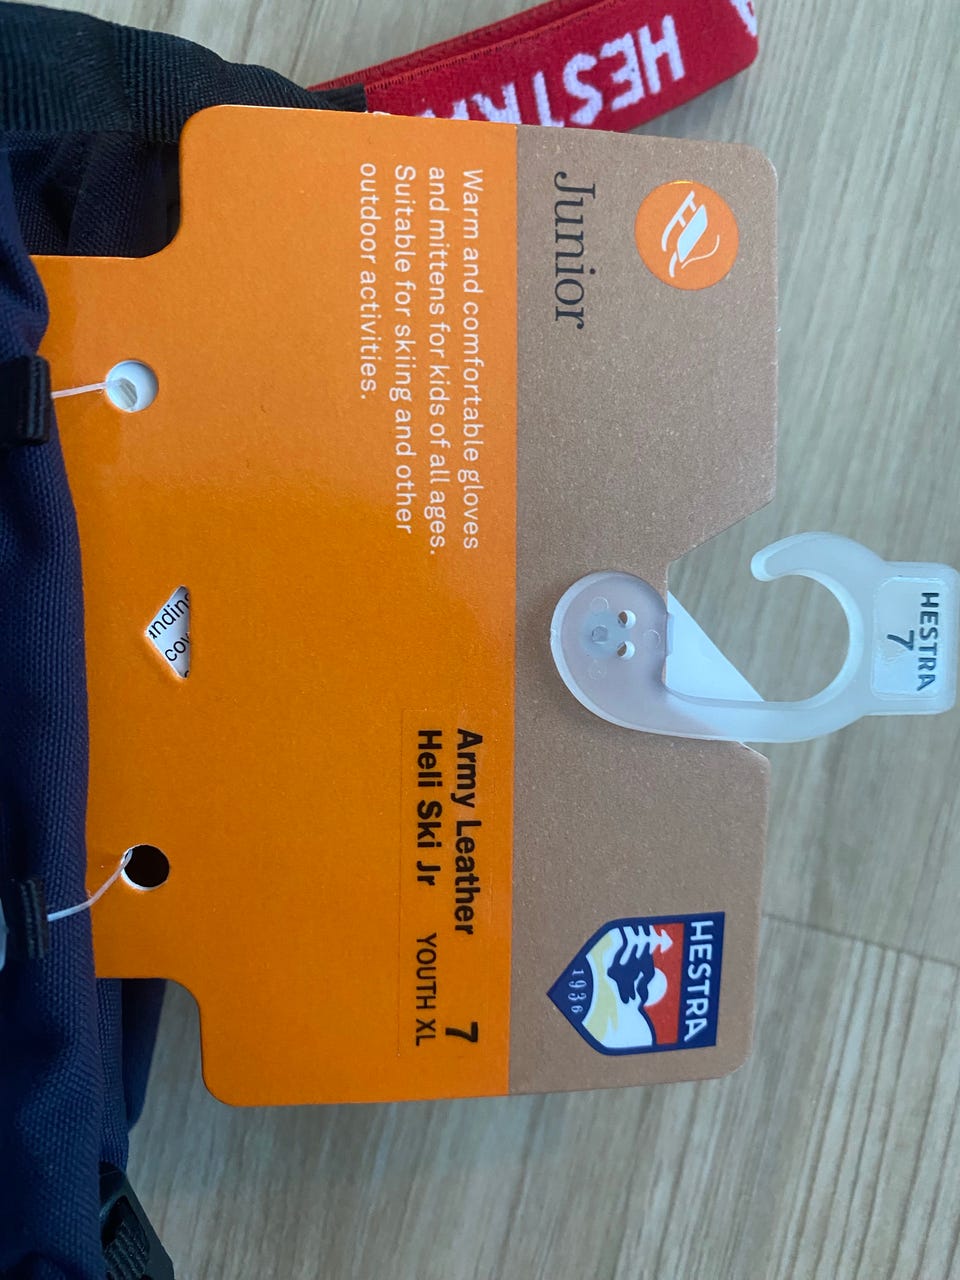 HESTRA
Junior
HESTRA
1936
HESTRA
7
Warm and comfortable gloves
and mittens for kids of all ages.
Suitable for skiing and other
outdoor activities.
Army Leather 7
Heli Ski Jr YOUTH XL